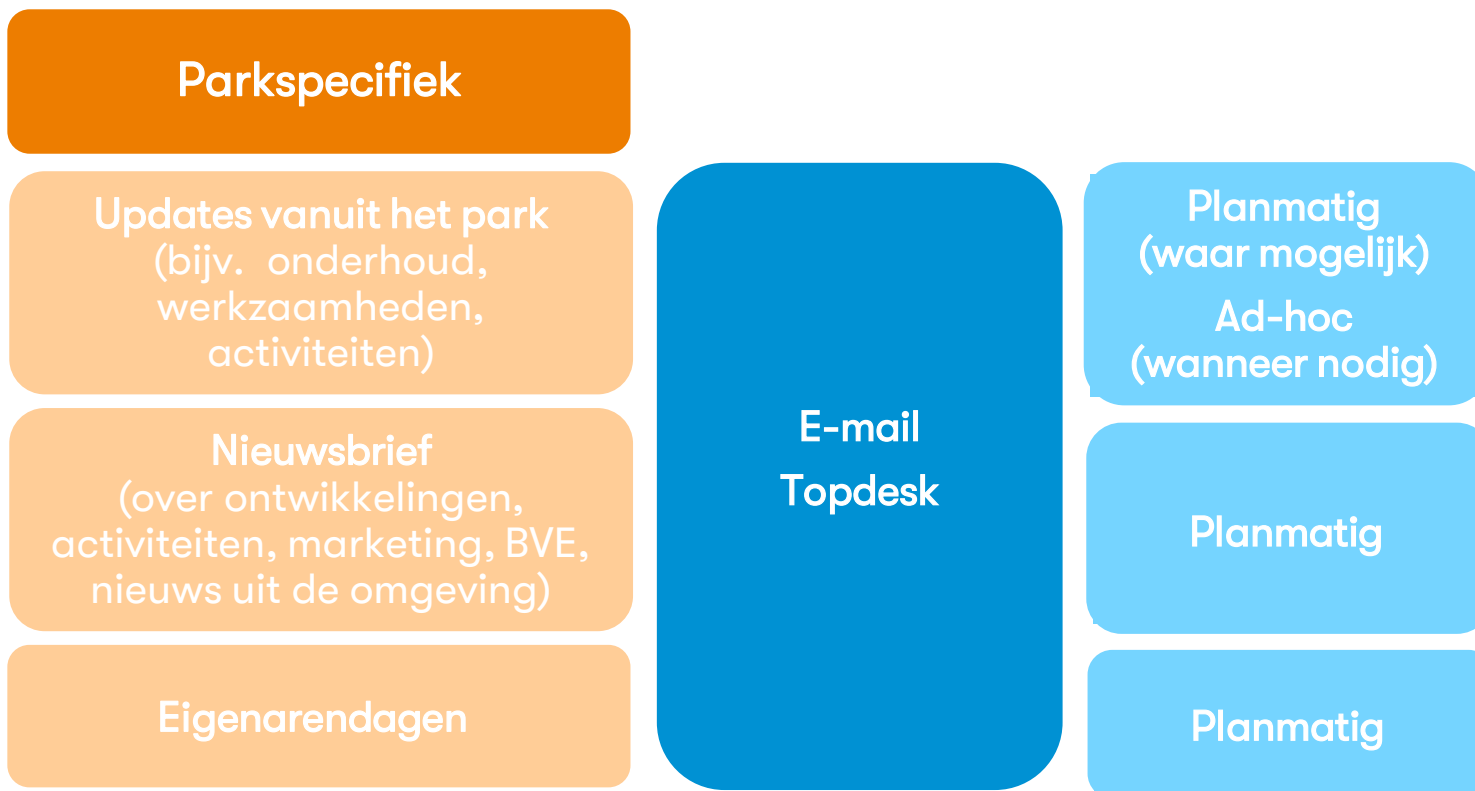 Parkspecifiek
Updates vanuit het park
(bijv. onderhoud,
werkzaamheden,
activiteiten)
Nieuwsbrief
(over ontwikkelingen,
activiteiten, marketing, BVE,
nieuws uit de omgeving)
Eigenarendagen
E-mail
Topdesk
Planmatig
(waar mogelijk)
Ad-hoc
(wanneer nodig)
Planmatig
Planmatig